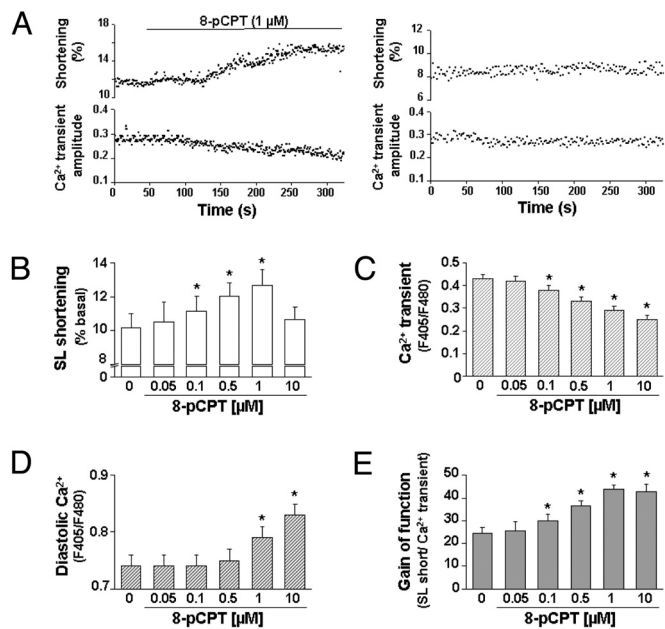 A
8-pCPT (1 µM)
Shortening
(%)
18
16
14
12
10
Ca²⁺ transient
amplitude
0.4
0.3
0.2
0.1
0 50 100 150 200 250 300
Time (s)
Shortening
(%)
12
10
8
6
Ca²⁺ transient
amplitude
0.4
0.3
0.2
0.1
0 50 100 150 200 250 300
Time (s)
B
SL shortening
(% basal)
14
12
10
8
0
* * *
0 0.05 0.1 0.5 1 10
8-pCPT [µM]
C
Ca²⁺ transient
(F405/F480)
0.5
0.4
0.3
0.2
0.1
0
* * * *
0 0.05 0.1 0.5 1 10
8-pCPT [µM]
D
Diastolic Ca²⁺
(F405/F480)
0.9
0.8
0.7
* *
0 0.05 0.1 0.5 1 10
8-pCPT [µM]
E
Gain of function
(SL short/ Ca²⁺ transient)
50
40
30
20
10
0
* * * *
0 0.05 0.1 0.5 1 10
8-pCPT [µM]